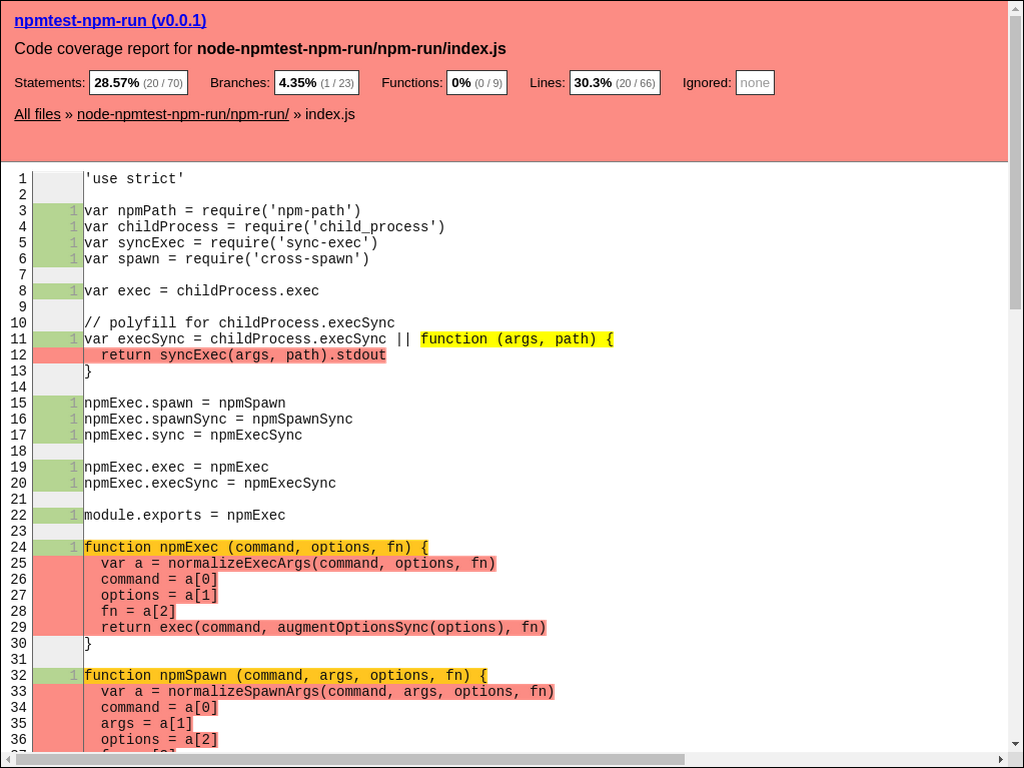 npmtest-npm-run (v0.0.1)
Code coverage report for node-npmtest-npm-run/npm-run/index.js
Statements: 28.57% (20 / 70) Branches: 4.35% (1 / 23) Functions: 0% (0 / 9) Lines: 30.3% (20 / 66) Ignored: none
All files » node-npmtest-npm-run/npm-run/ » index.js
1 'use strict'
2
3 1 var npmPath = require('npm-path')
4 1 var childProcess = require('child_process')
5 1 var syncExec = require('sync-exec')
6 1 var spawn = require('cross-spawn')
7
8 1 var exec = childProcess.exec
9
10 // polyfill for childProcess.execSync
11 1 var execSync = childProcess.execSync || function (args, path) {
12 return syncExec(args, path).stdout
13 }
14
15 1 npmExec.spawn = npmSpawn
16 1 npmExec.spawnSync = npmSpawnSync
17 1 npmExec.sync = npmExecSync
18
19 1 npmExec.exec = npmExec
20 1 npmExec.execSync = npmExecSync
21
22 1 module.exports = npmExec
23
24 1 function npmExec (command, options, fn) {
25 var a = normalizeExecArgs(command, options, fn)
26 command = a[0]
27 options = a[1]
28 fn = a[2]
29 return exec(command, augmentOptionsSync(options), fn)
30 }
31
32 1 function npmSpawn (command, args, options, fn) {
33 var a = normalizeSpawnArgs(command, args, options, fn)
34 command = a[0]
35 args = a[1]
36 options = a[2]